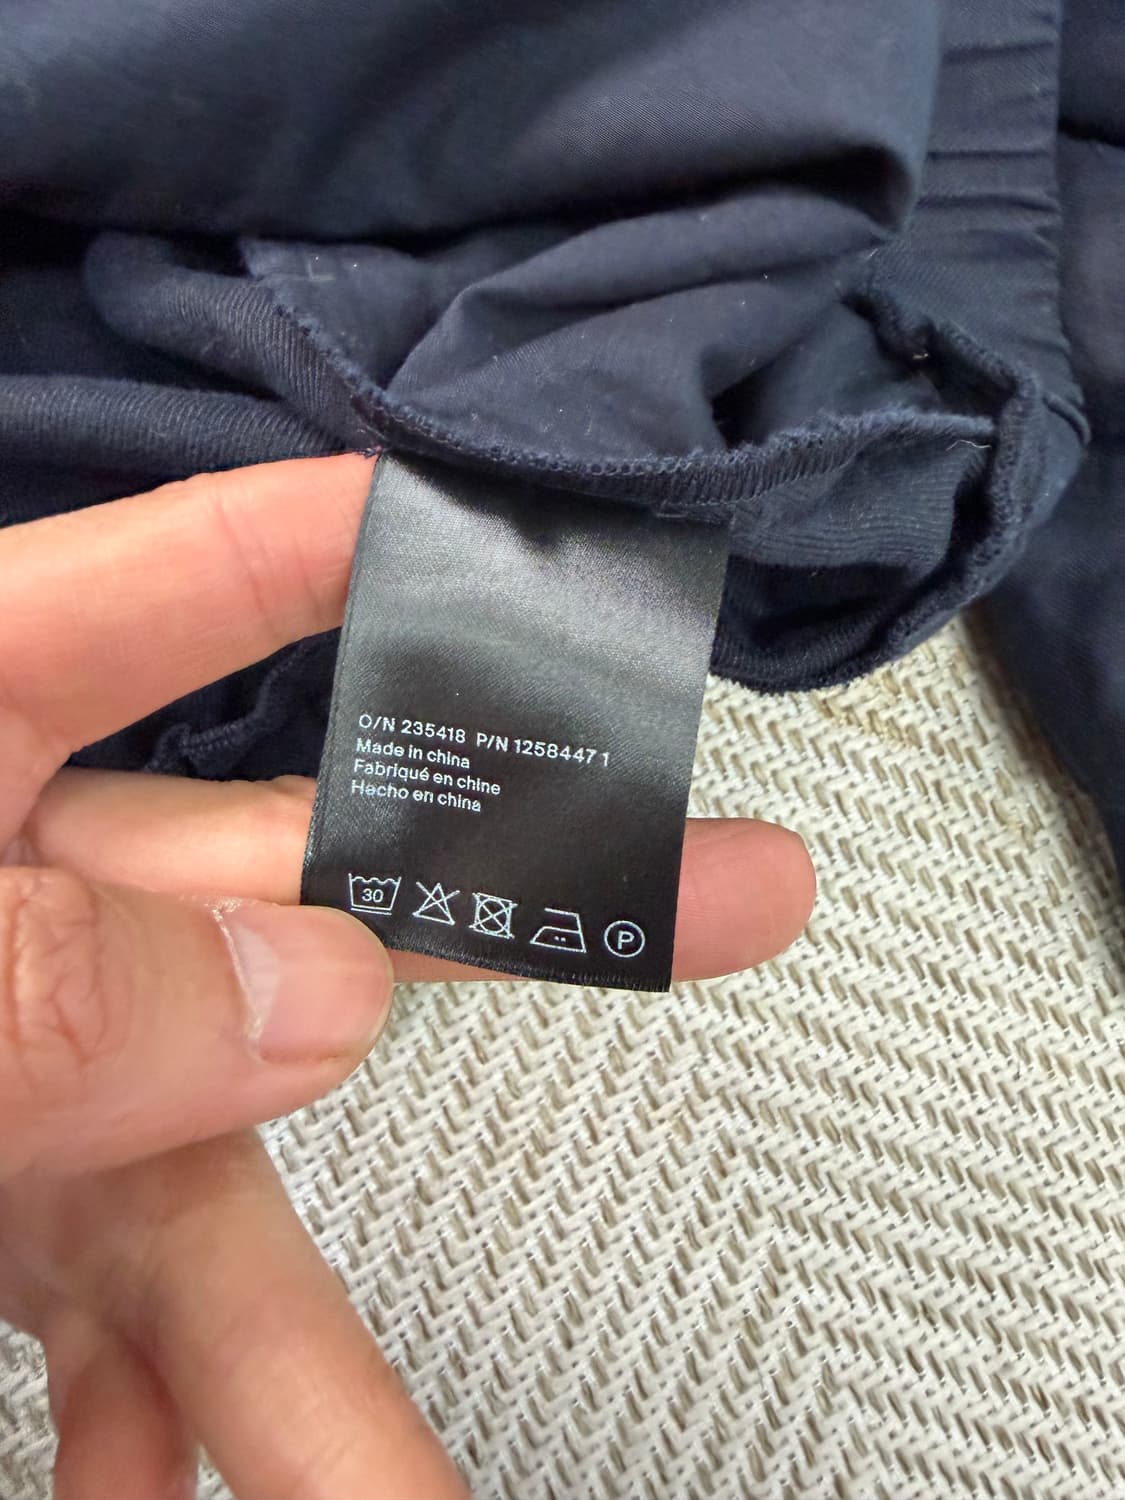 O/N 235418 P/N 12584471
Made in china
Fabriqué en chine
Hecho en china
30
P